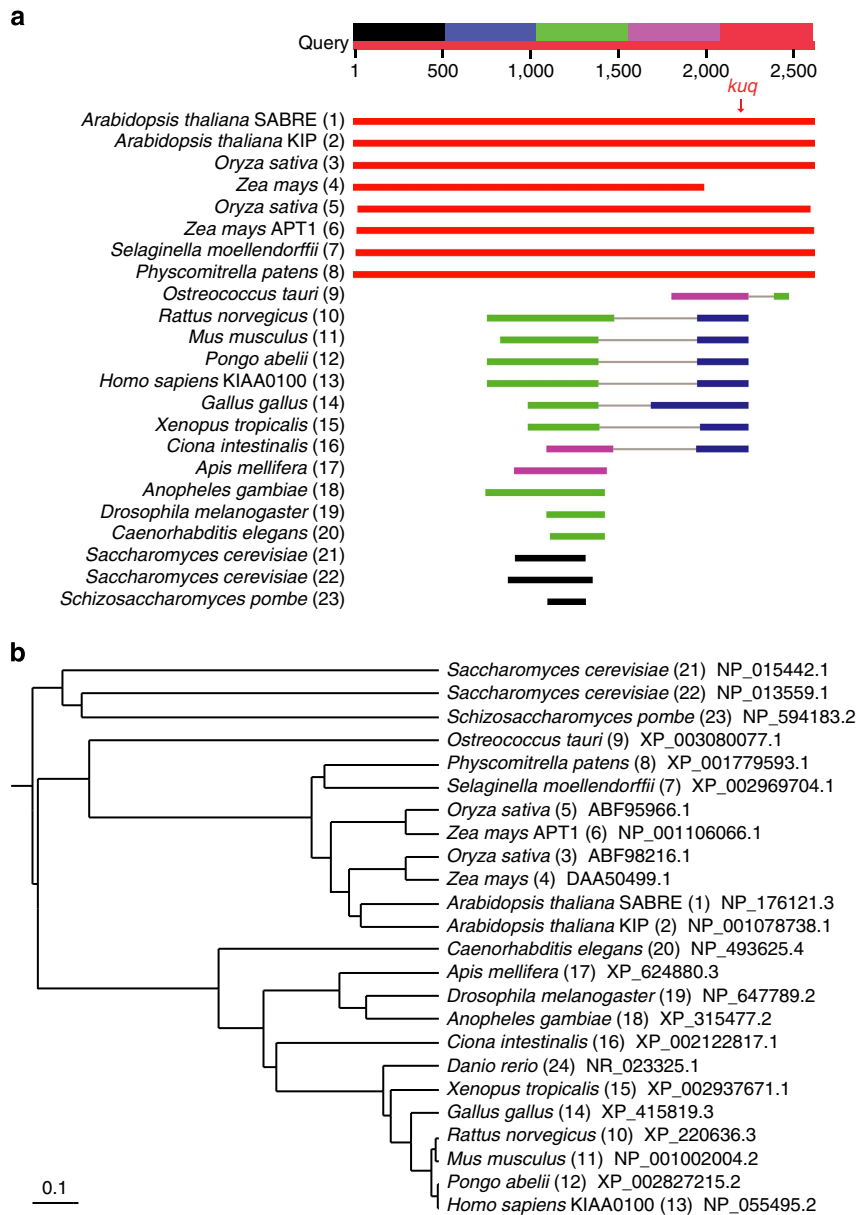 a
Query
1 500 1,000 1,500 2,000 2,500
kuq
Arabidopsis thaliana SABRE (1)
Arabidopsis thaliana KIP (2)
Oryza sativa (3)
Zea mays (4)
Oryza sativa (5)
Zea mays APT1 (6)
Selaginella moellendorffii (7)
Physcomitrella patens (8)
Ostreococcus tauri (9)
Rattus norvegicus (10)
Mus musculus (11)
Pongo abelii (12)
Homo sapiens KIAA0100 (13)
Gallus gallus (14)
Xenopus tropicalis (15)
Ciona intestinalis (16)
Apis mellifera (17)
Anopheles gambiae (18)
Drosophila melanogaster (19)
Caenorhabditis elegans (20)
Saccharomyces cerevisiae (21)
Saccharomyces cerevisiae (22)
Schizosaccharomyces pombe (23)
b
Saccharomyces cerevisiae (21) NP_015442.1
Saccharomyces cerevisiae (22) NP_013559.1
Schizosaccharomyces pombe (23) NP_594183.2
Ostreococcus tauri (9) XP_003080077.1
Physcomitrella patens (8) XP_001779593.1
Selaginella moellendorffii (7) XP_002969704.1
Oryza sativa (5) ABF95966.1
Zea mays APT1 (6) NP_001106066.1
Oryza sativa (3) ABF98216.1
Zea mays (4) DAA50499.1
Arabidopsis thaliana SABRE (1) NP_176121.3
Arabidopsis thaliana KIP (2) NP_001078738.1
Caenorhabditis elegans (20) NP_493625.4
Apis mellifera (17) XP_624880.3
Drosophila melanogaster (19) NP_647789.2
Anopheles gambiae (18) XP_315477.2
Ciona intestinalis (16) XP_002122817.1
Danio rerio (24) NR_023325.1
Xenopus tropicalis (15) XP_002937671.1
Gallus gallus (14) XP_415819.3
Rattus norvegicus (10) XP_220636.3
Mus musculus (11) NP_001002004.2
Pongo abelii (12) XP_002827215.2
Homo sapiens KIAA0100 (13) NP_055495.2
0.1